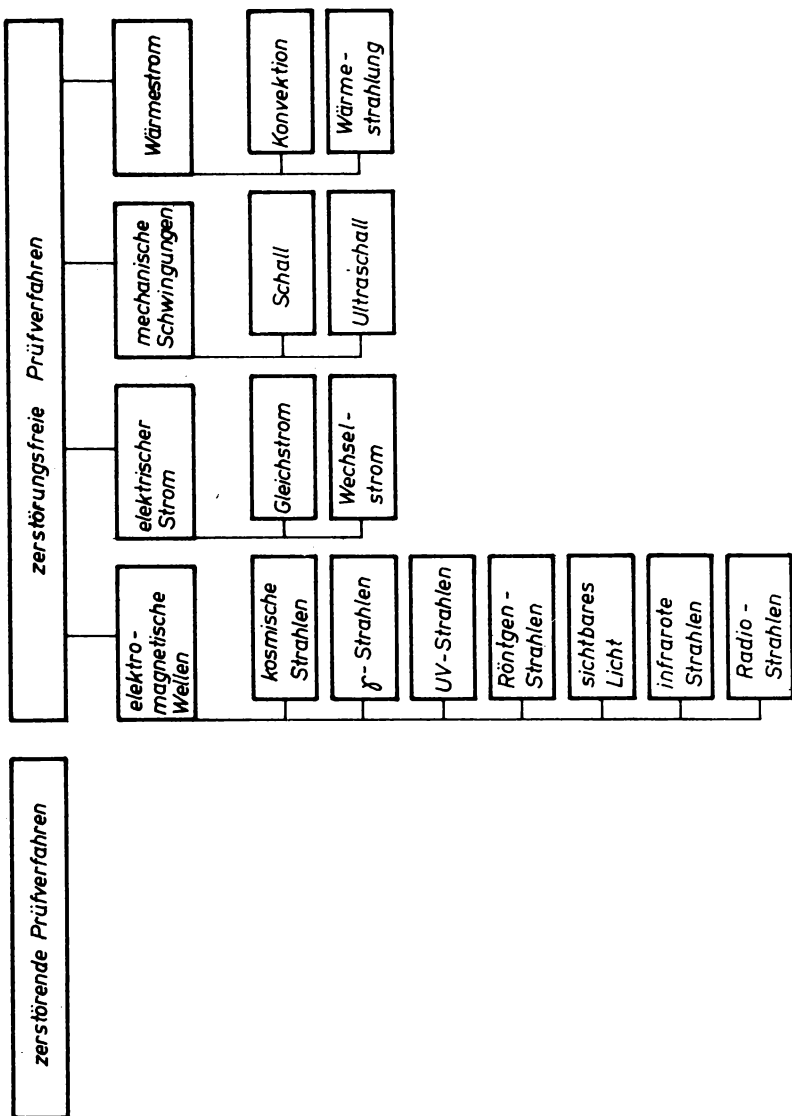 zerstörende Prüfverfahren
zerstörungsfreie Prüfverfahren
elektro-
magnetische
Wellen
kosmische
Strahlen
γ-Strahlen
UV-Strahlen
Röntgen-
Strahlen
sichtbares
Licht
infrarote
Strahlen
Radio-
Strahlen
elektrischer
Strom
Gleichstrom
Wechsel-
strom
mechanische
Schwingungen
Schall
Ultraschall
Wärmestrom
Konvektion
Wärme-
strahlung